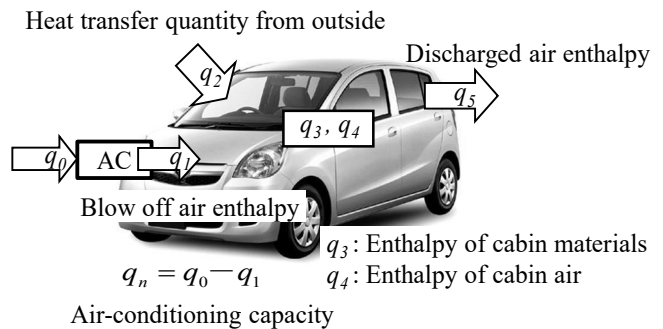 Heat transfer quantity from outside
Discharged air enthalpy
q2
q5
q3, q4
q0
AC
q1
Blow off air enthalpy
q3: Enthalpy of cabin materials
qn = q0−q1
q4: Enthalpy of cabin air
Air-conditioning capacity